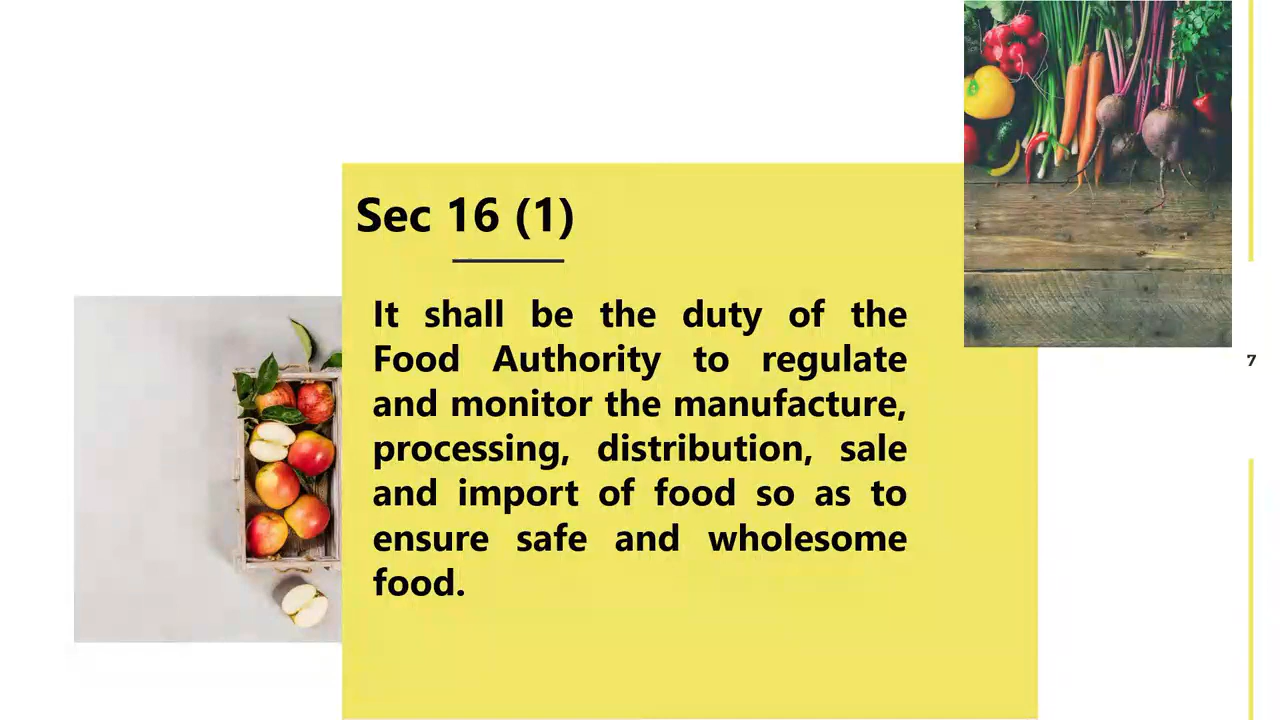 Sec 16 (1)
It shall be the duty of the
Food Authority to regulate
and monitor the manufacture,
processing, distribution, sale
and import of food so as to
ensure safe and wholesome
food.
7